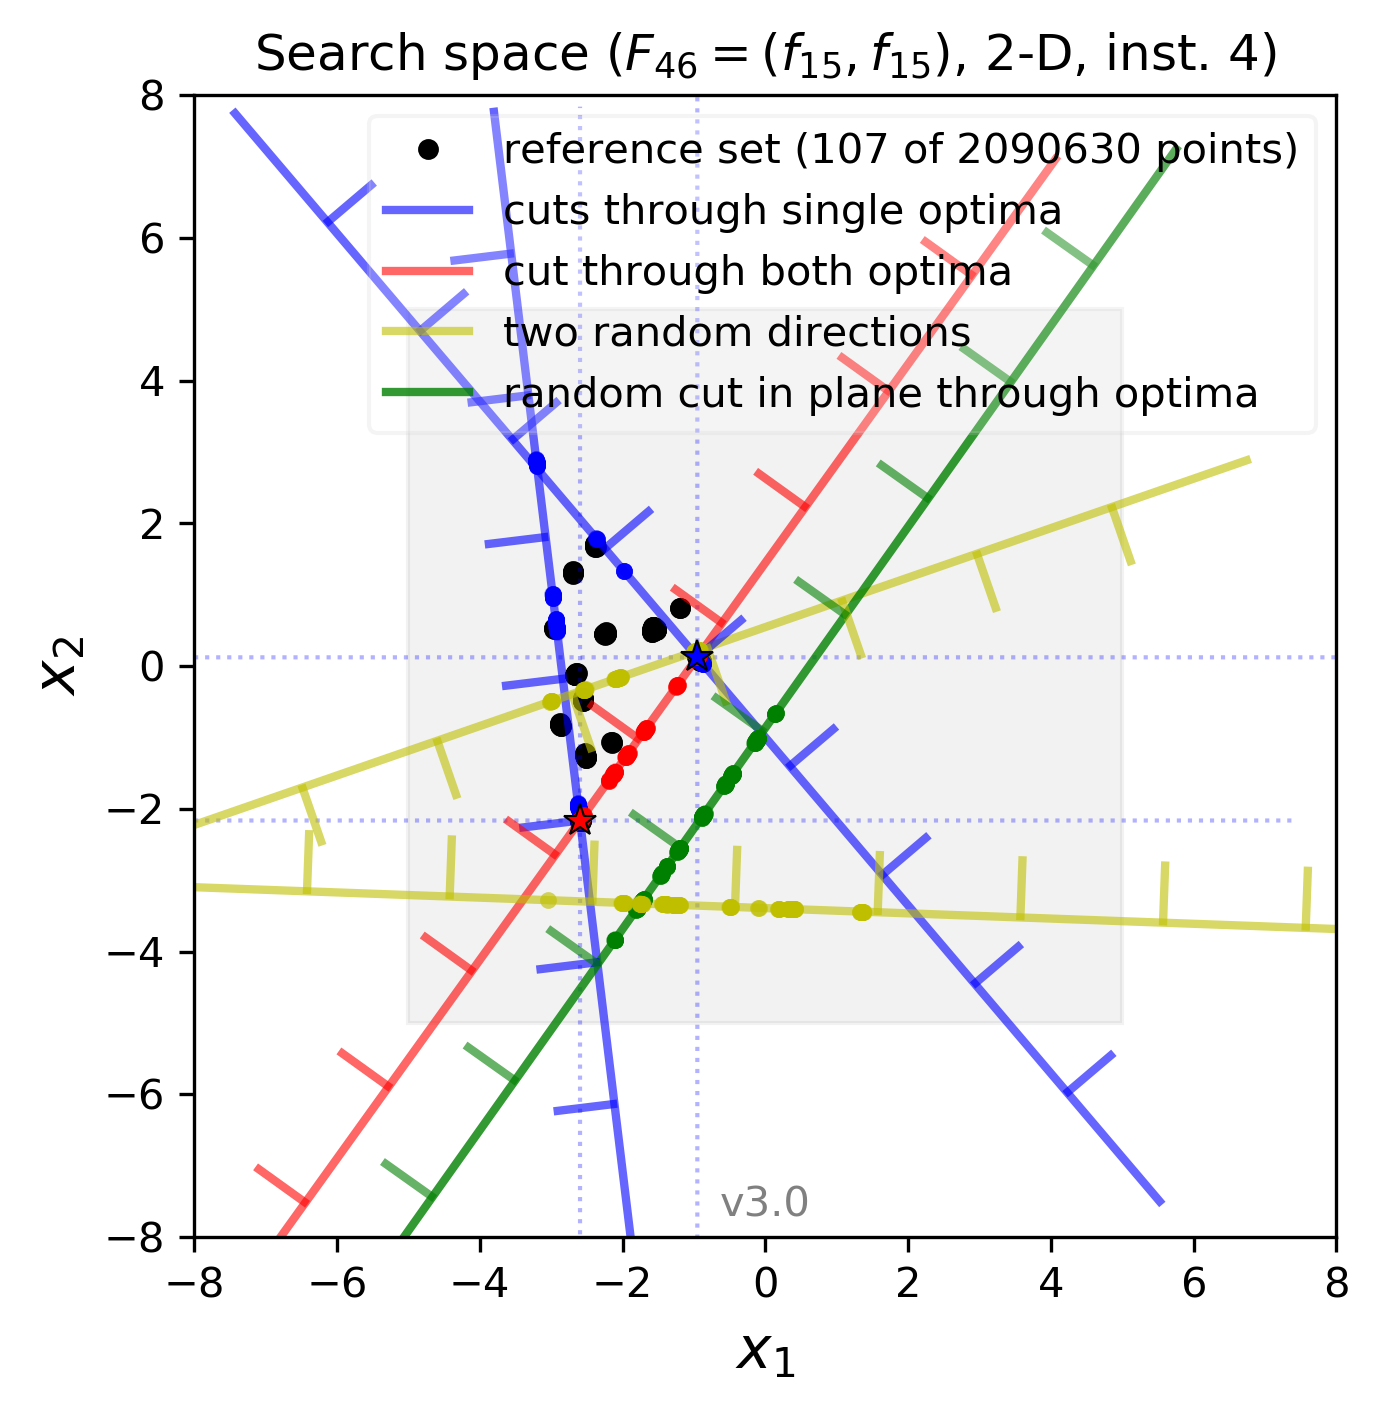 Search space (F₄₆ = (f₁₅, f₁₅), 2-D, inst. 4)
reference set (107 of 2090630 points)
cuts through single optima
cut through both optima
two random directions
random cut in plane through optima
8
6
4
2
0
−2
−4
−6
−8
x₂
v3.0
−8 −6 −4 −2 0 2 4 6 8
x₁